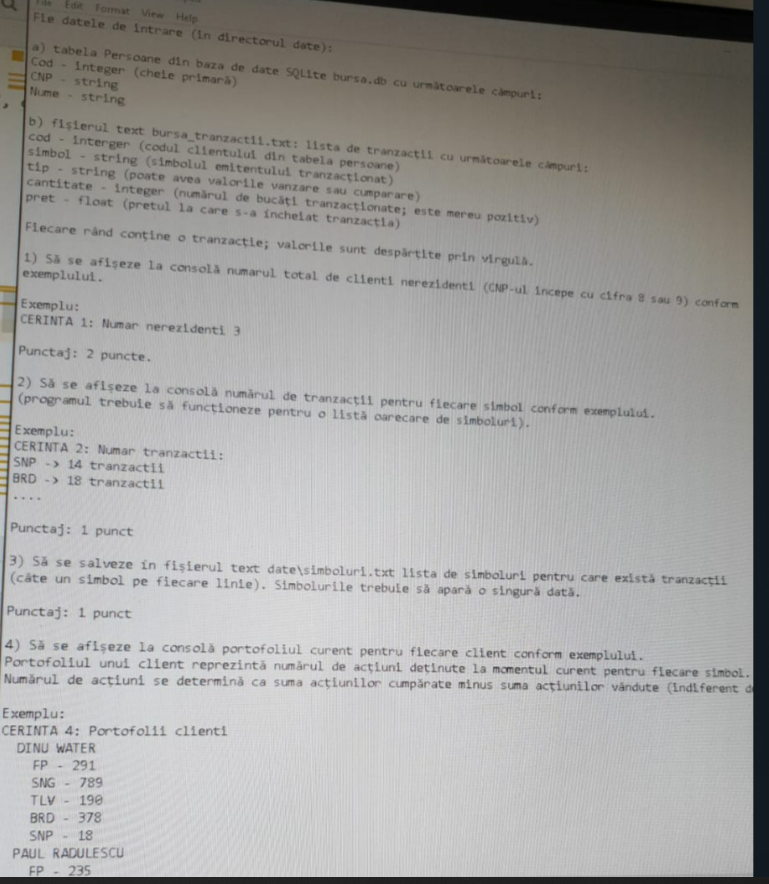 File Edit Format View Help
Fie datele de intrare (în directorul date):
a) tabela Persoane din baza de date SQLite bursa.db cu următoarele câmpuri:
Cod - integer (cheie primară)
CNP - string
Nume - string
b) fișierul text bursa_tranzactii.txt: lista de tranzacții cu următoarele câmpuri:
cod - interger (codul clientului din tabela persoane)
simbol - string (simbolul emitentului tranzacționat)
tip - string (poate avea valorile vanzare sau cumparare)
cantitate - integer (numărul de bucăți tranzacționate; este mereu pozitiv)
pret - float (pretul la care s-a încheiat tranzacția)
Fiecare rând conține o tranzacție; valorile sunt despărțite prin virgulă.
1) Să se afișeze la consolă numarul total de clienti nerezidenti (CNP-ul începe cu cifra 8 sau 9) conform
exemplului.
Exemplu:
CERINTA 1: Numar nerezidenti 3
Punctaj: 2 puncte.
2) Să se afișeze la consolă numărul de tranzacții pentru fiecare simbol conform exemplului.
(programul trebuie să funcționeze pentru o listă oarecare de simboluri).
Exemplu:
CERINTA 2: Numar tranzactii:
SNP -> 14 tranzactii
BRD -> 18 tranzactii
....
Punctaj: 1 punct
3) Să se salveze în fișierul text date\simboluri.txt lista de simboluri pentru care există tranzacții
(câte un simbol pe fiecare linie). Simbolurile trebuie să apară o singură dată.
Punctaj: 1 punct
4) Să se afișeze la consolă portofoliul curent pentru fiecare client conform exemplului.
Portofoliul unui client reprezintă numărul de acțiuni deținute la momentul curent pentru fiecare simbol.
Numărul de acțiuni se determină ca suma acțiunilor cumpărate minus suma acțiunilor vândute (indiferent
Exemplu:
CERINTA 4: Portofolii clienti
DINU WATER
FP - 291
SNG - 789
TLV - 190
BRD - 378
SNP - 18
PAUL RADULESCU
FP - 235